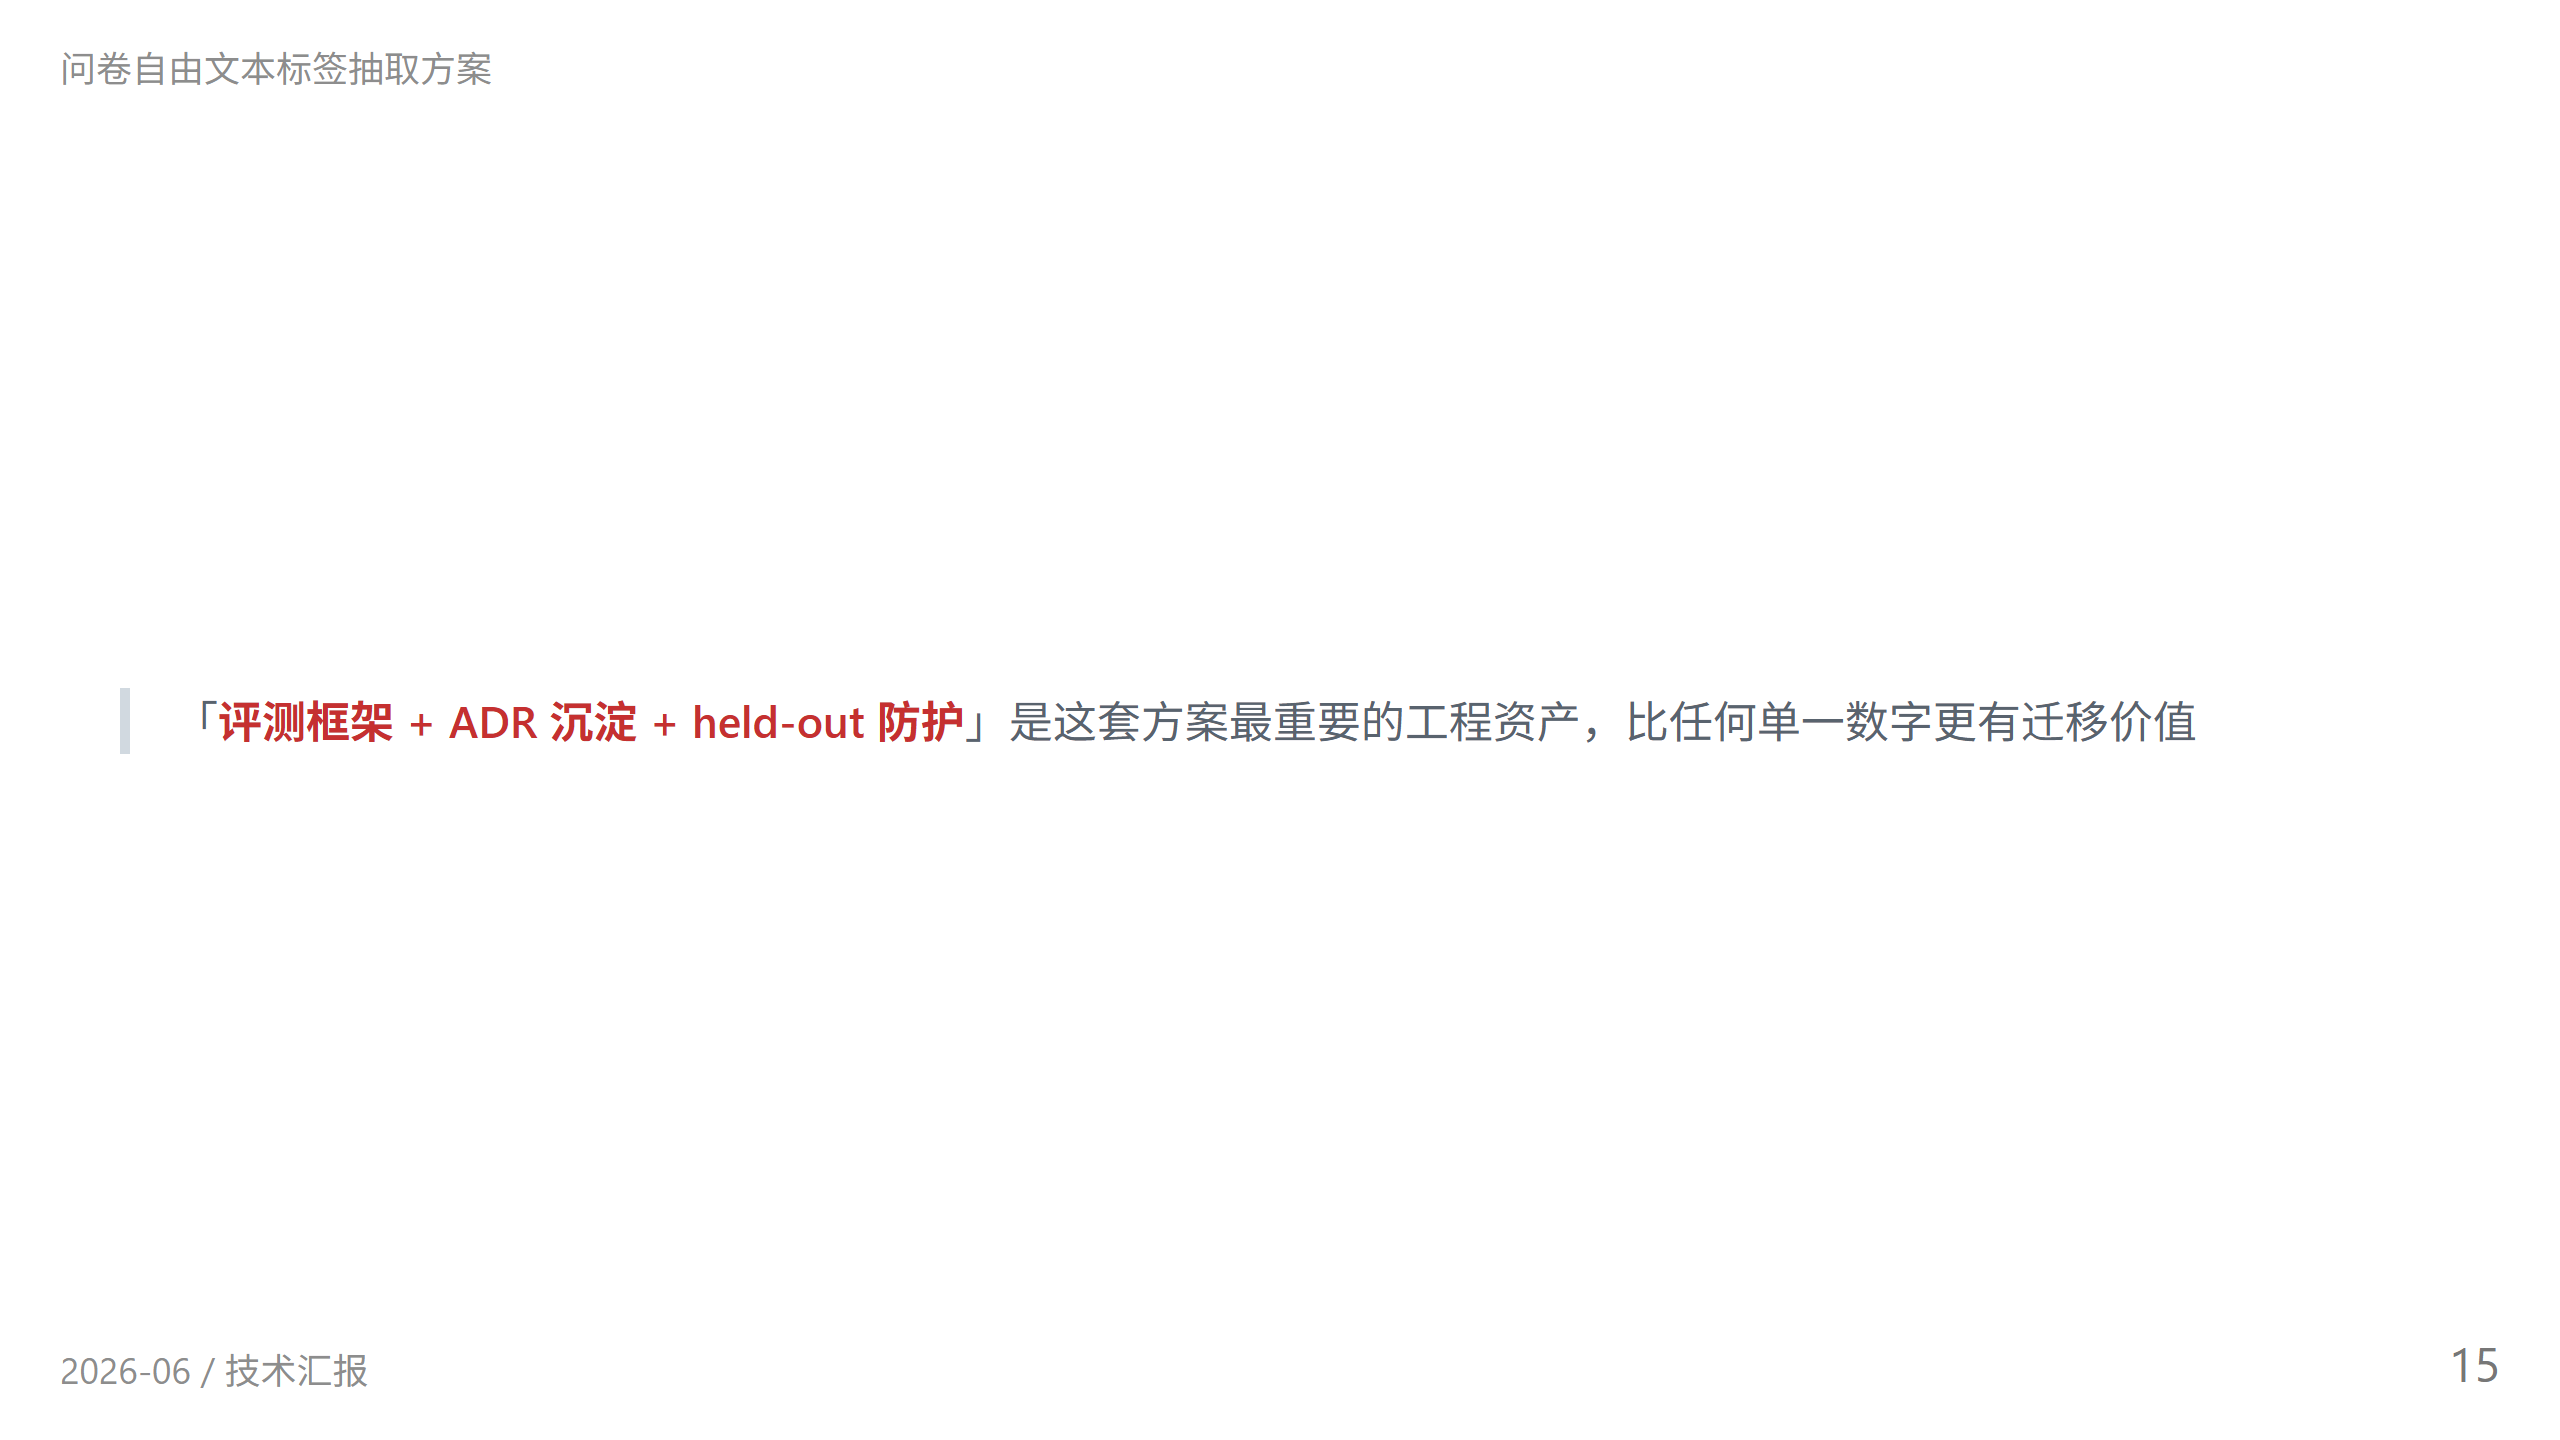 问卷自由文本标签抽取方案
「评测框架 + ADR 沉淀 + held-out 防护」是这套方案最重要的工程资产，比任何单一数字更有迁移价值
2026-06 / 技术汇报
15